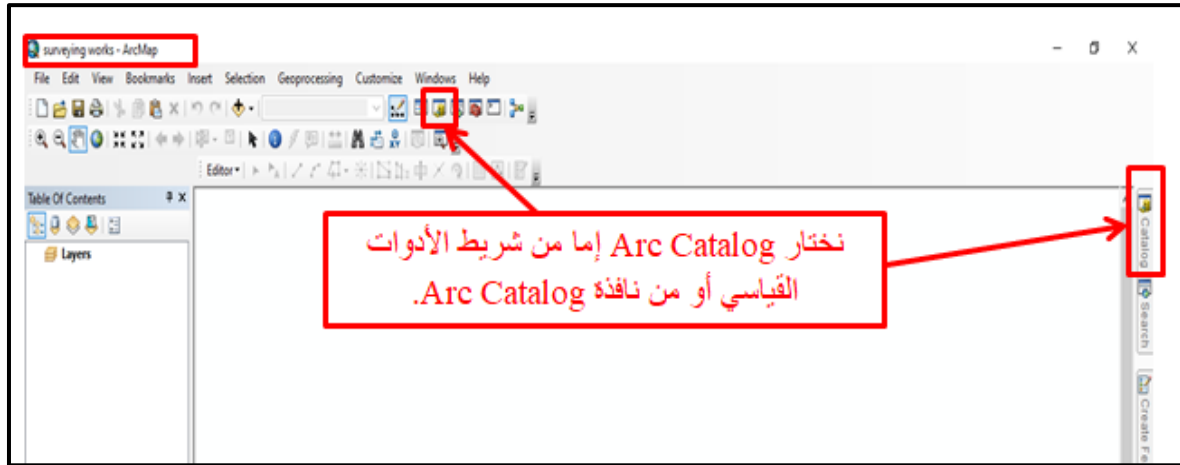 surveying works - ArcMap
File Edit View Bookmarks Insert Selection Geoprocessing Customize Windows Help
Editor
Table Of Contents
Layers
نختار Arc Catalog إما من شريط الأدوات
القياسي أو من نافذة Arc Catalog.
Catalog
Search
Create Fe